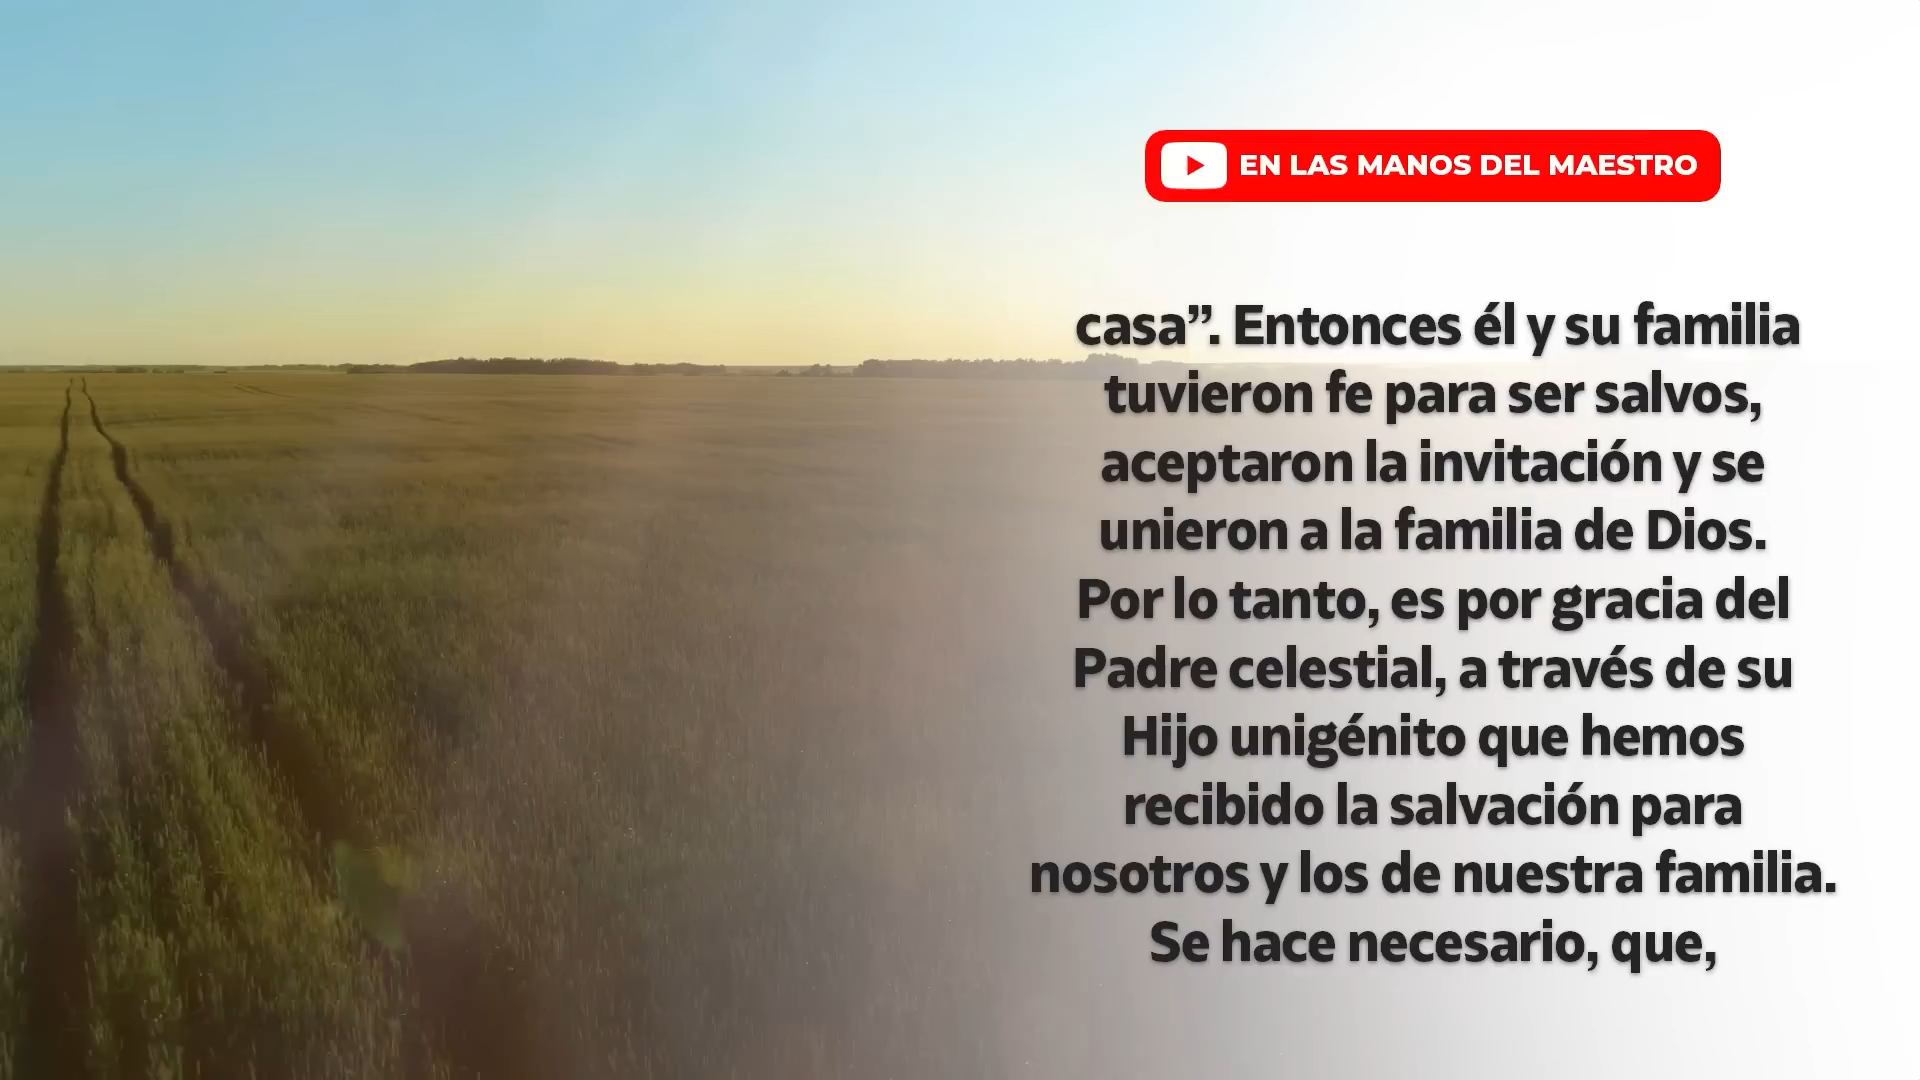 EN LAS MANOS DEL MAESTRO
casa”. Entonces él y su familia
tuvieron fe para ser salvos,
aceptaron la invitación y se
unieron a la familia de Dios.
Por lo tanto, es por gracia del
Padre celestial, a través de su
Hijo unigénito que hemos
recibido la salvación para
nosotros y los de nuestra familia.
Se hace necesario, que,